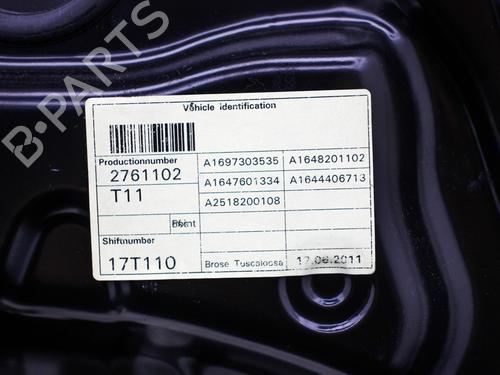 B-PARTS
Vehicle identification
Productionnumber
2761102
T11
Shiftnumber
17T110
A1697303535 A1648201102
A1647601334 A1644406713
A2518200108
Brose Tuscaloosa 17.06.2011